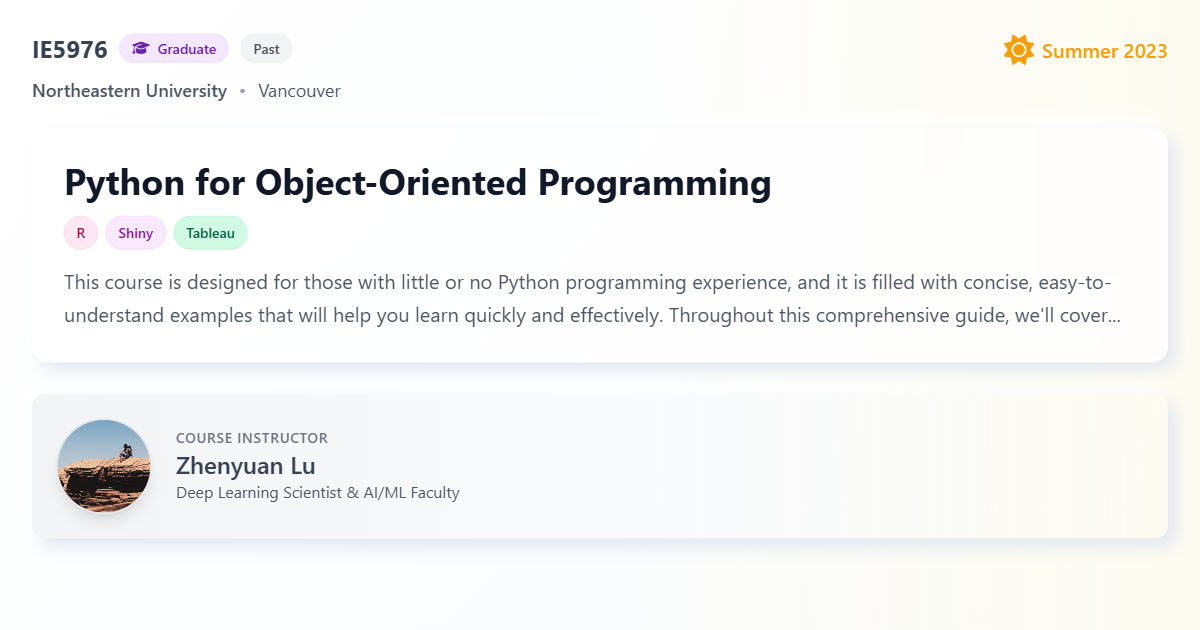 IE5976 Graduate Past
Summer 2023
Northeastern University • Vancouver
Python for Object-Oriented Programming
R Shiny Tableau
This course is designed for those with little or no Python programming experience, and it is filled with concise, easy-to-
understand examples that will help you learn quickly and effectively. Throughout this comprehensive guide, we'll cover...
COURSE INSTRUCTOR
Zhenyuan Lu
Deep Learning Scientist & AI/ML Faculty